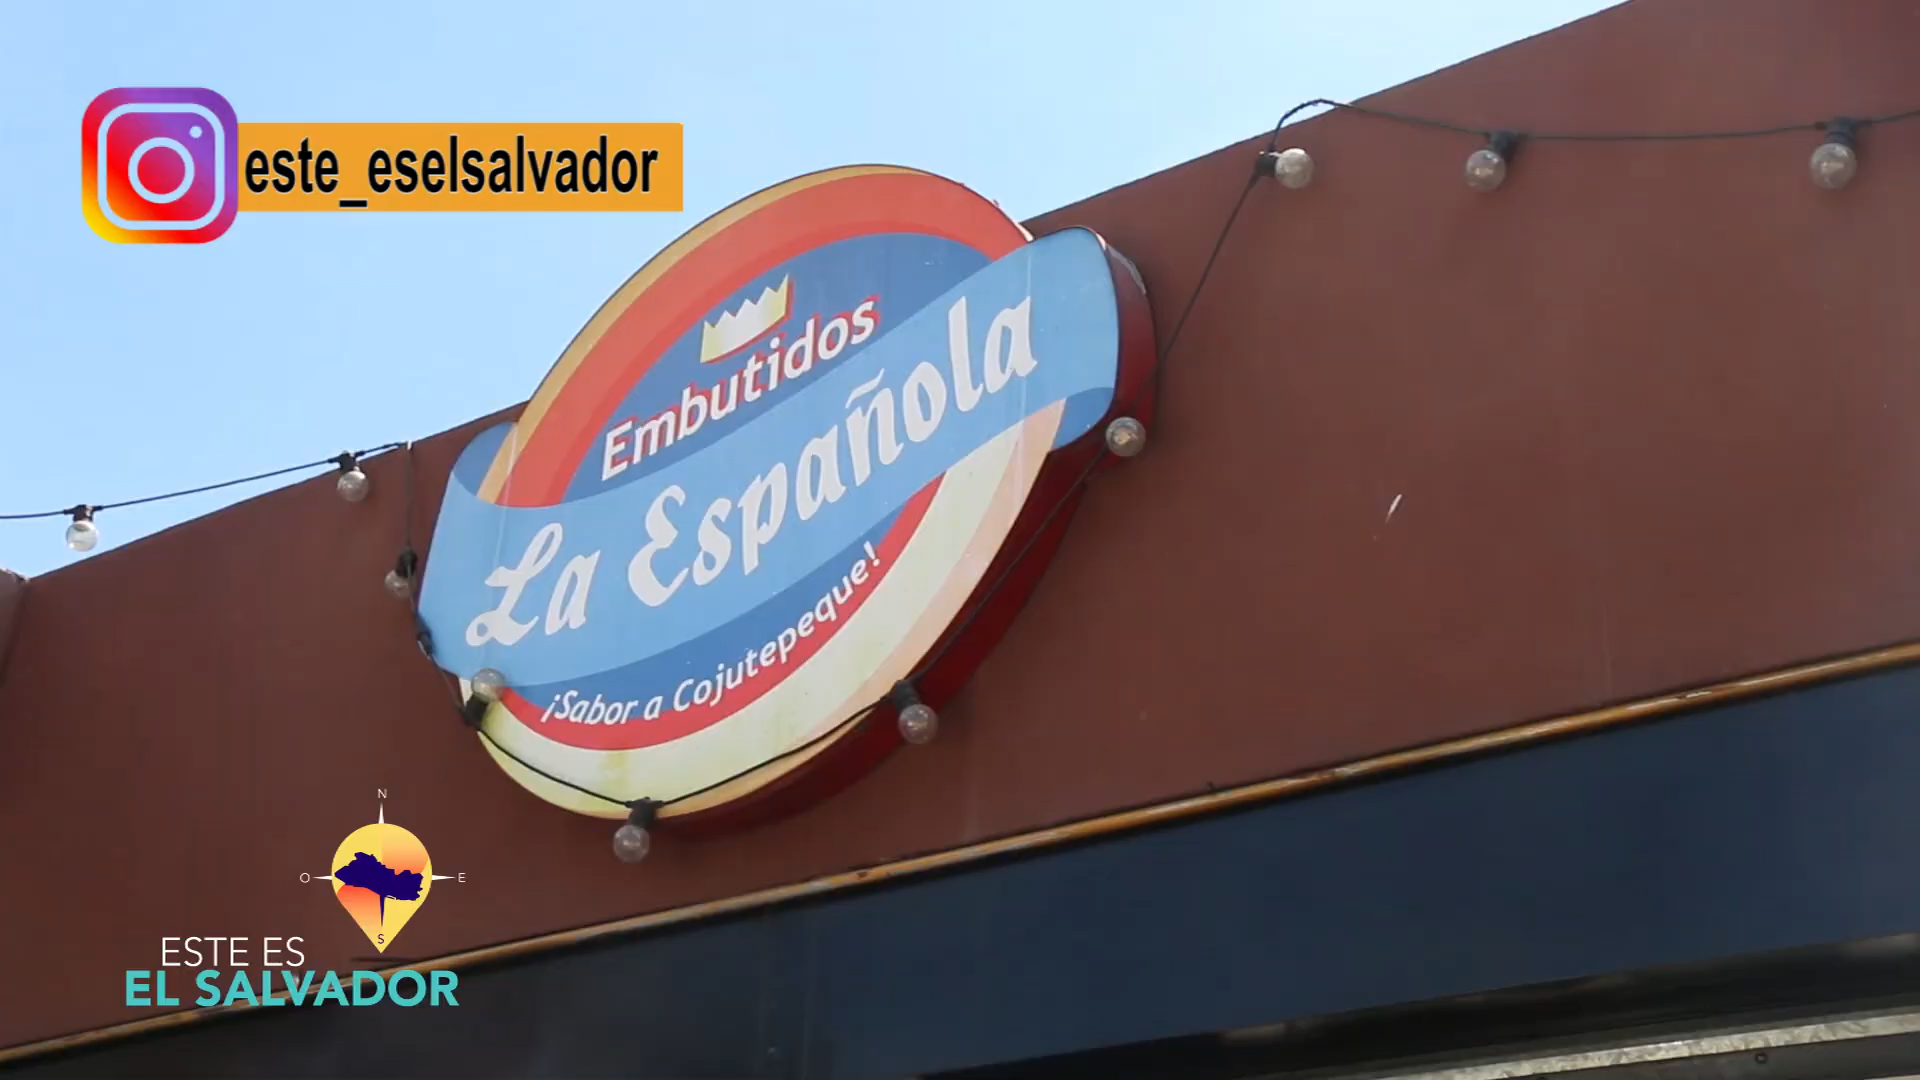 este_eselsalvador
Embutidos
La Española
¡Sabor a Cojutepeque!
N
O
E
S
ESTE ES
EL SALVADOR